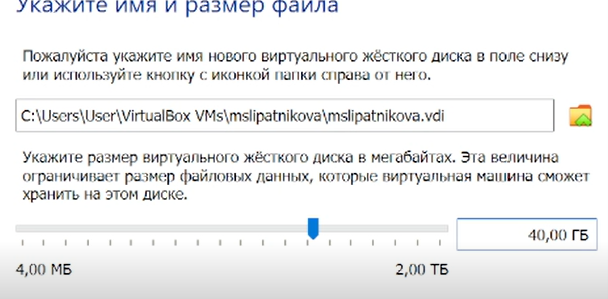 Укажите имя и размер файла
Пожалуйста укажите имя нового виртуального жёсткого диска в поле снизу
или используйте кнопку с иконкой папки справа от него.
C:\Users\User\VirtualBox VMs\mslipatnikova\mslipatnikova.vdi
Укажите размер виртуального жёсткого диска в мегабайтах. Эта величина
ограничивает размер файловых данных, которые виртуальная машина сможет
хранить на этом диске.
40,00 ГБ
4,00 МБ 2,00 ТБ